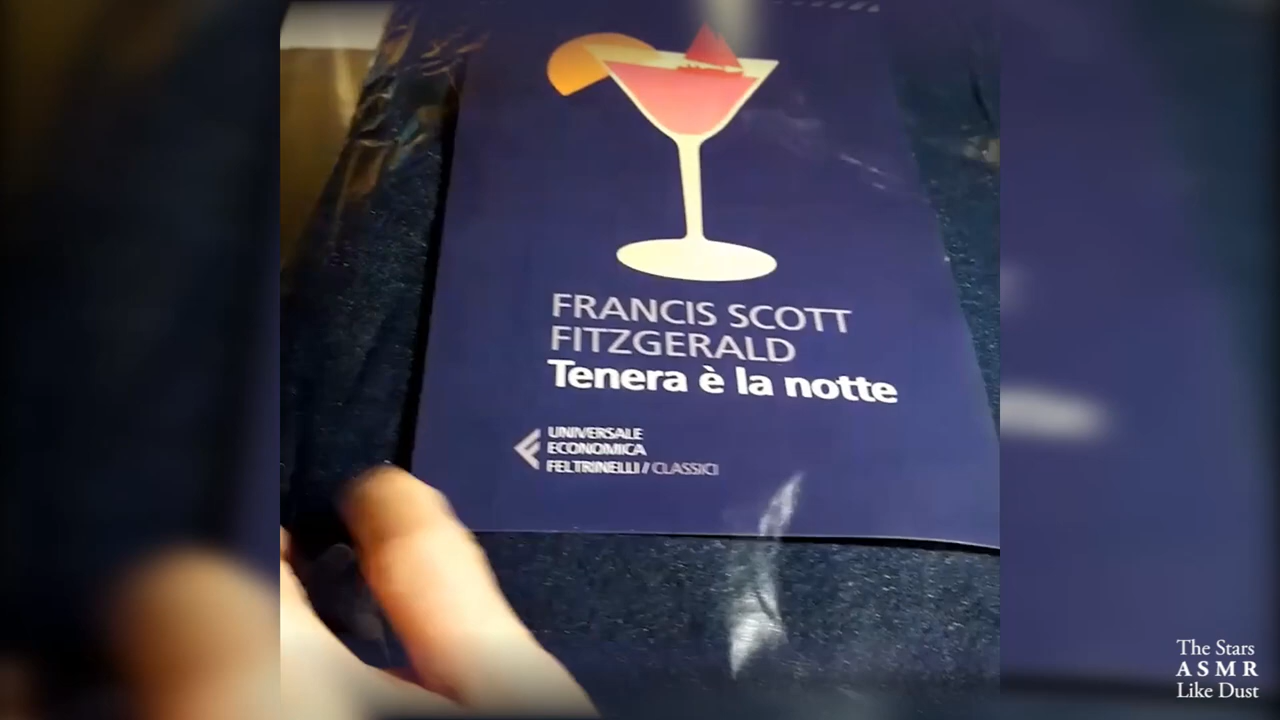 FRANCIS SCOTT
FITZGERALD
Tenera è la notte
UNIVERSALE
ECONOMICA
FELTRINELLI / CLASSICI
The Stars
ASMR
Like Dust